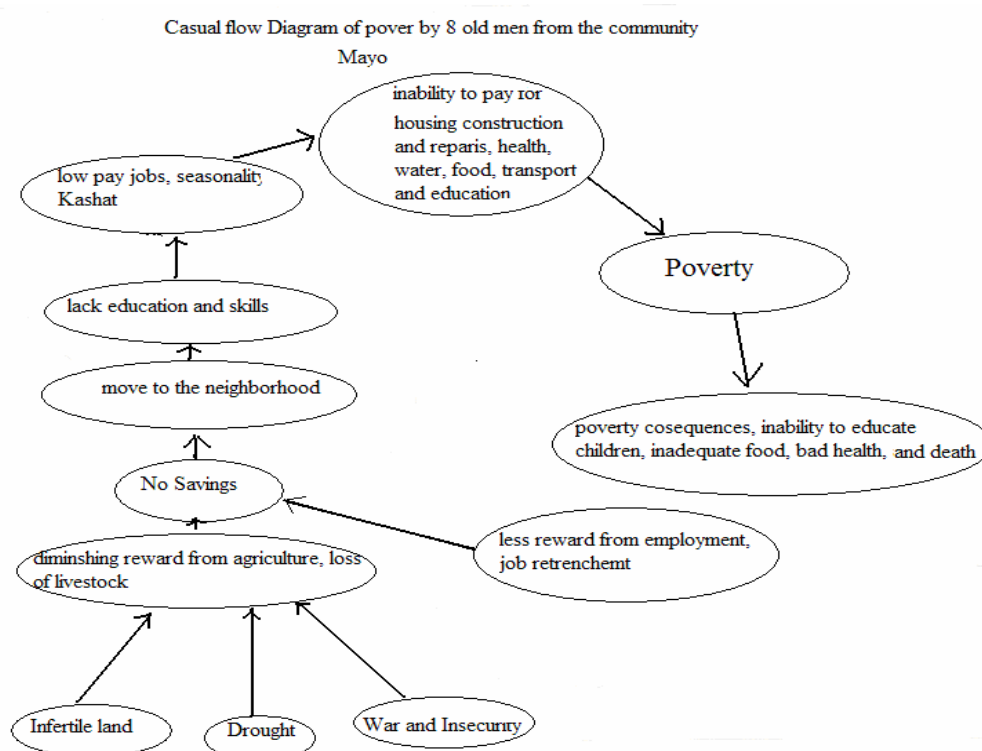 Casual flow Diagram of pover by 8 old men from the community
Mayo
inability to pay for
housing construction
and reparis, health,
water, food, transport
and education
low pay jobs, seasonality
Kashat
Poverty
lack education and skills
move to the neighborhood
poverty cosequences, inability to educate
children, inadequate food, bad health, and death
No Savings
less reward from employment,
job retrenchemt
diminshing reward from agriculture, loss
of livestock
Infertile land
Drought
War and Insecurity